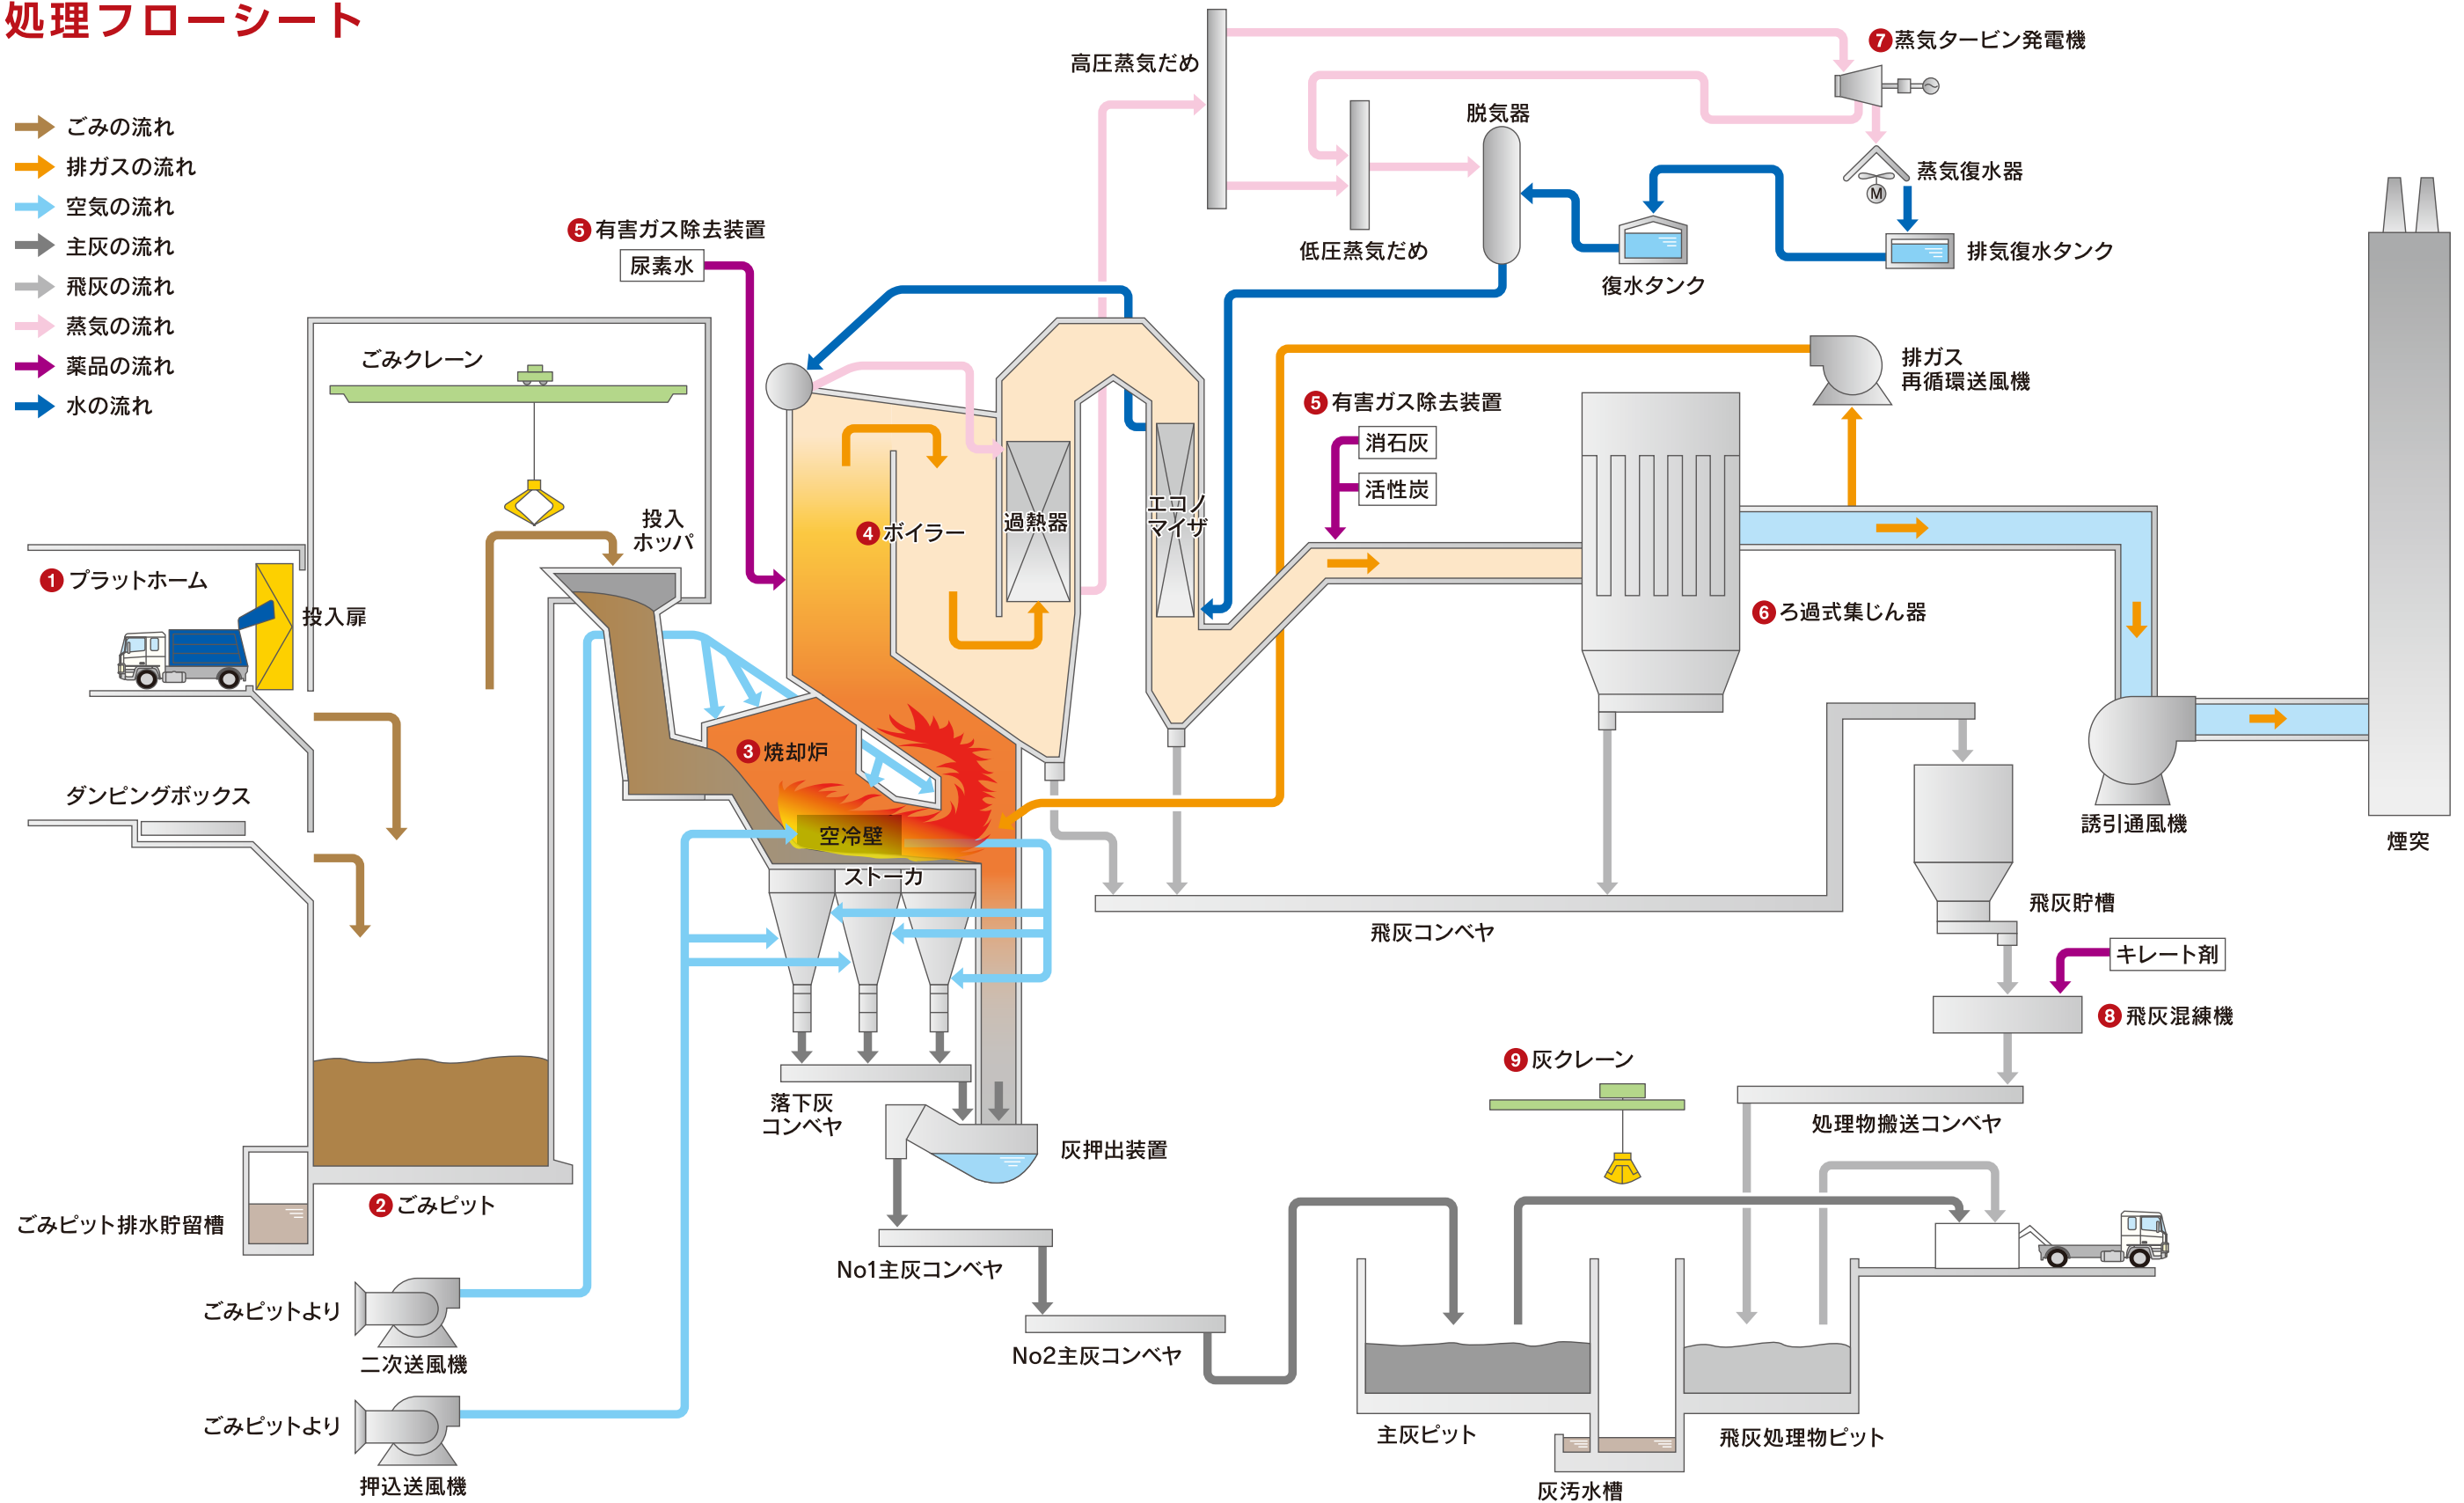 処理フローシート
ごみの流れ
排ガスの流れ
空気の流れ
主灰の流れ
飛灰の流れ
蒸気の流れ
薬品の流れ
水の流れ
高圧蒸気だめ
7 蒸気タービン発電機
脱気器
低圧蒸気だめ
蒸気復水器
M
排気復水タンク
復水タンク
5 有害ガス除去装置
尿素水
ごみクレーン
排ガス
再循環送風機
5 有害ガス除去装置
消石灰
活性炭
投入
ホッパ
4 ボイラー
過熱器
エコノ
マイザ
1 プラットホーム
投入扉
6 ろ過式集じん器
3 焼却炉
ダンピングボックス
空冷壁
ストーカ
誘引通風機
煙突
飛灰コンベヤ
飛灰貯槽
キレート剤
8 飛灰混練機
9 灰クレーン
落下灰
コンベヤ
処理物搬送コンベヤ
灰押出装置
2 ごみピット
ごみピット排水貯留槽
No1主灰コンベヤ
ごみピットより
二次送風機
No2主灰コンベヤ
ごみピットより
押込送風機
主灰ピット
飛灰処理物ピット
灰汚水槽